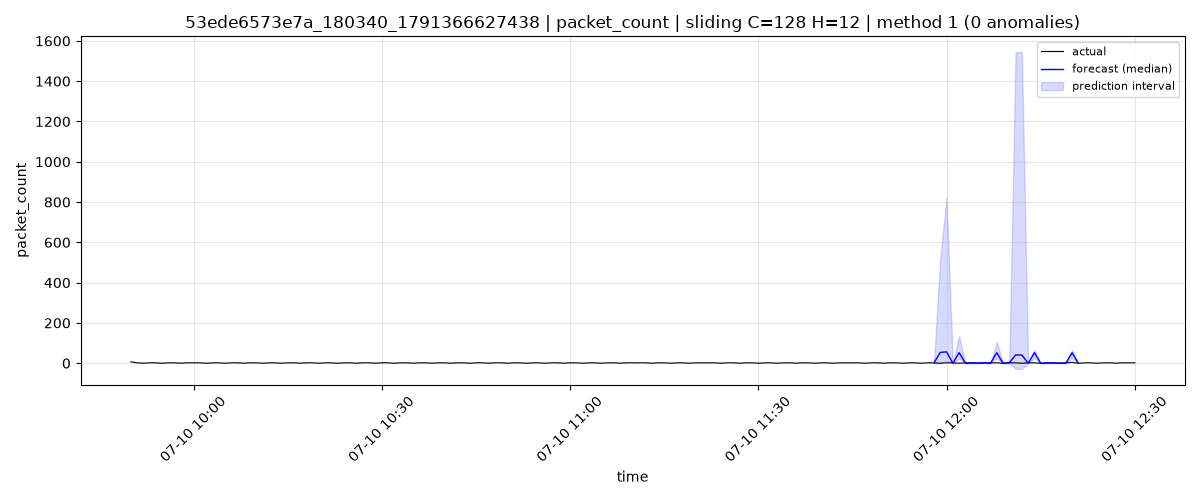 53ede6573e7a_180340_1791366627438 | packet_count | sliding C=128 H=12 | method 1 (0 anomalies)
actual
forecast (median)
prediction interval
packet_count
1600
1400
1200
1000
800
600
400
200
0
07-10 10:00
07-10 10:30
07-10 11:00
07-10 11:30
07-10 12:00
07-10 12:30
time